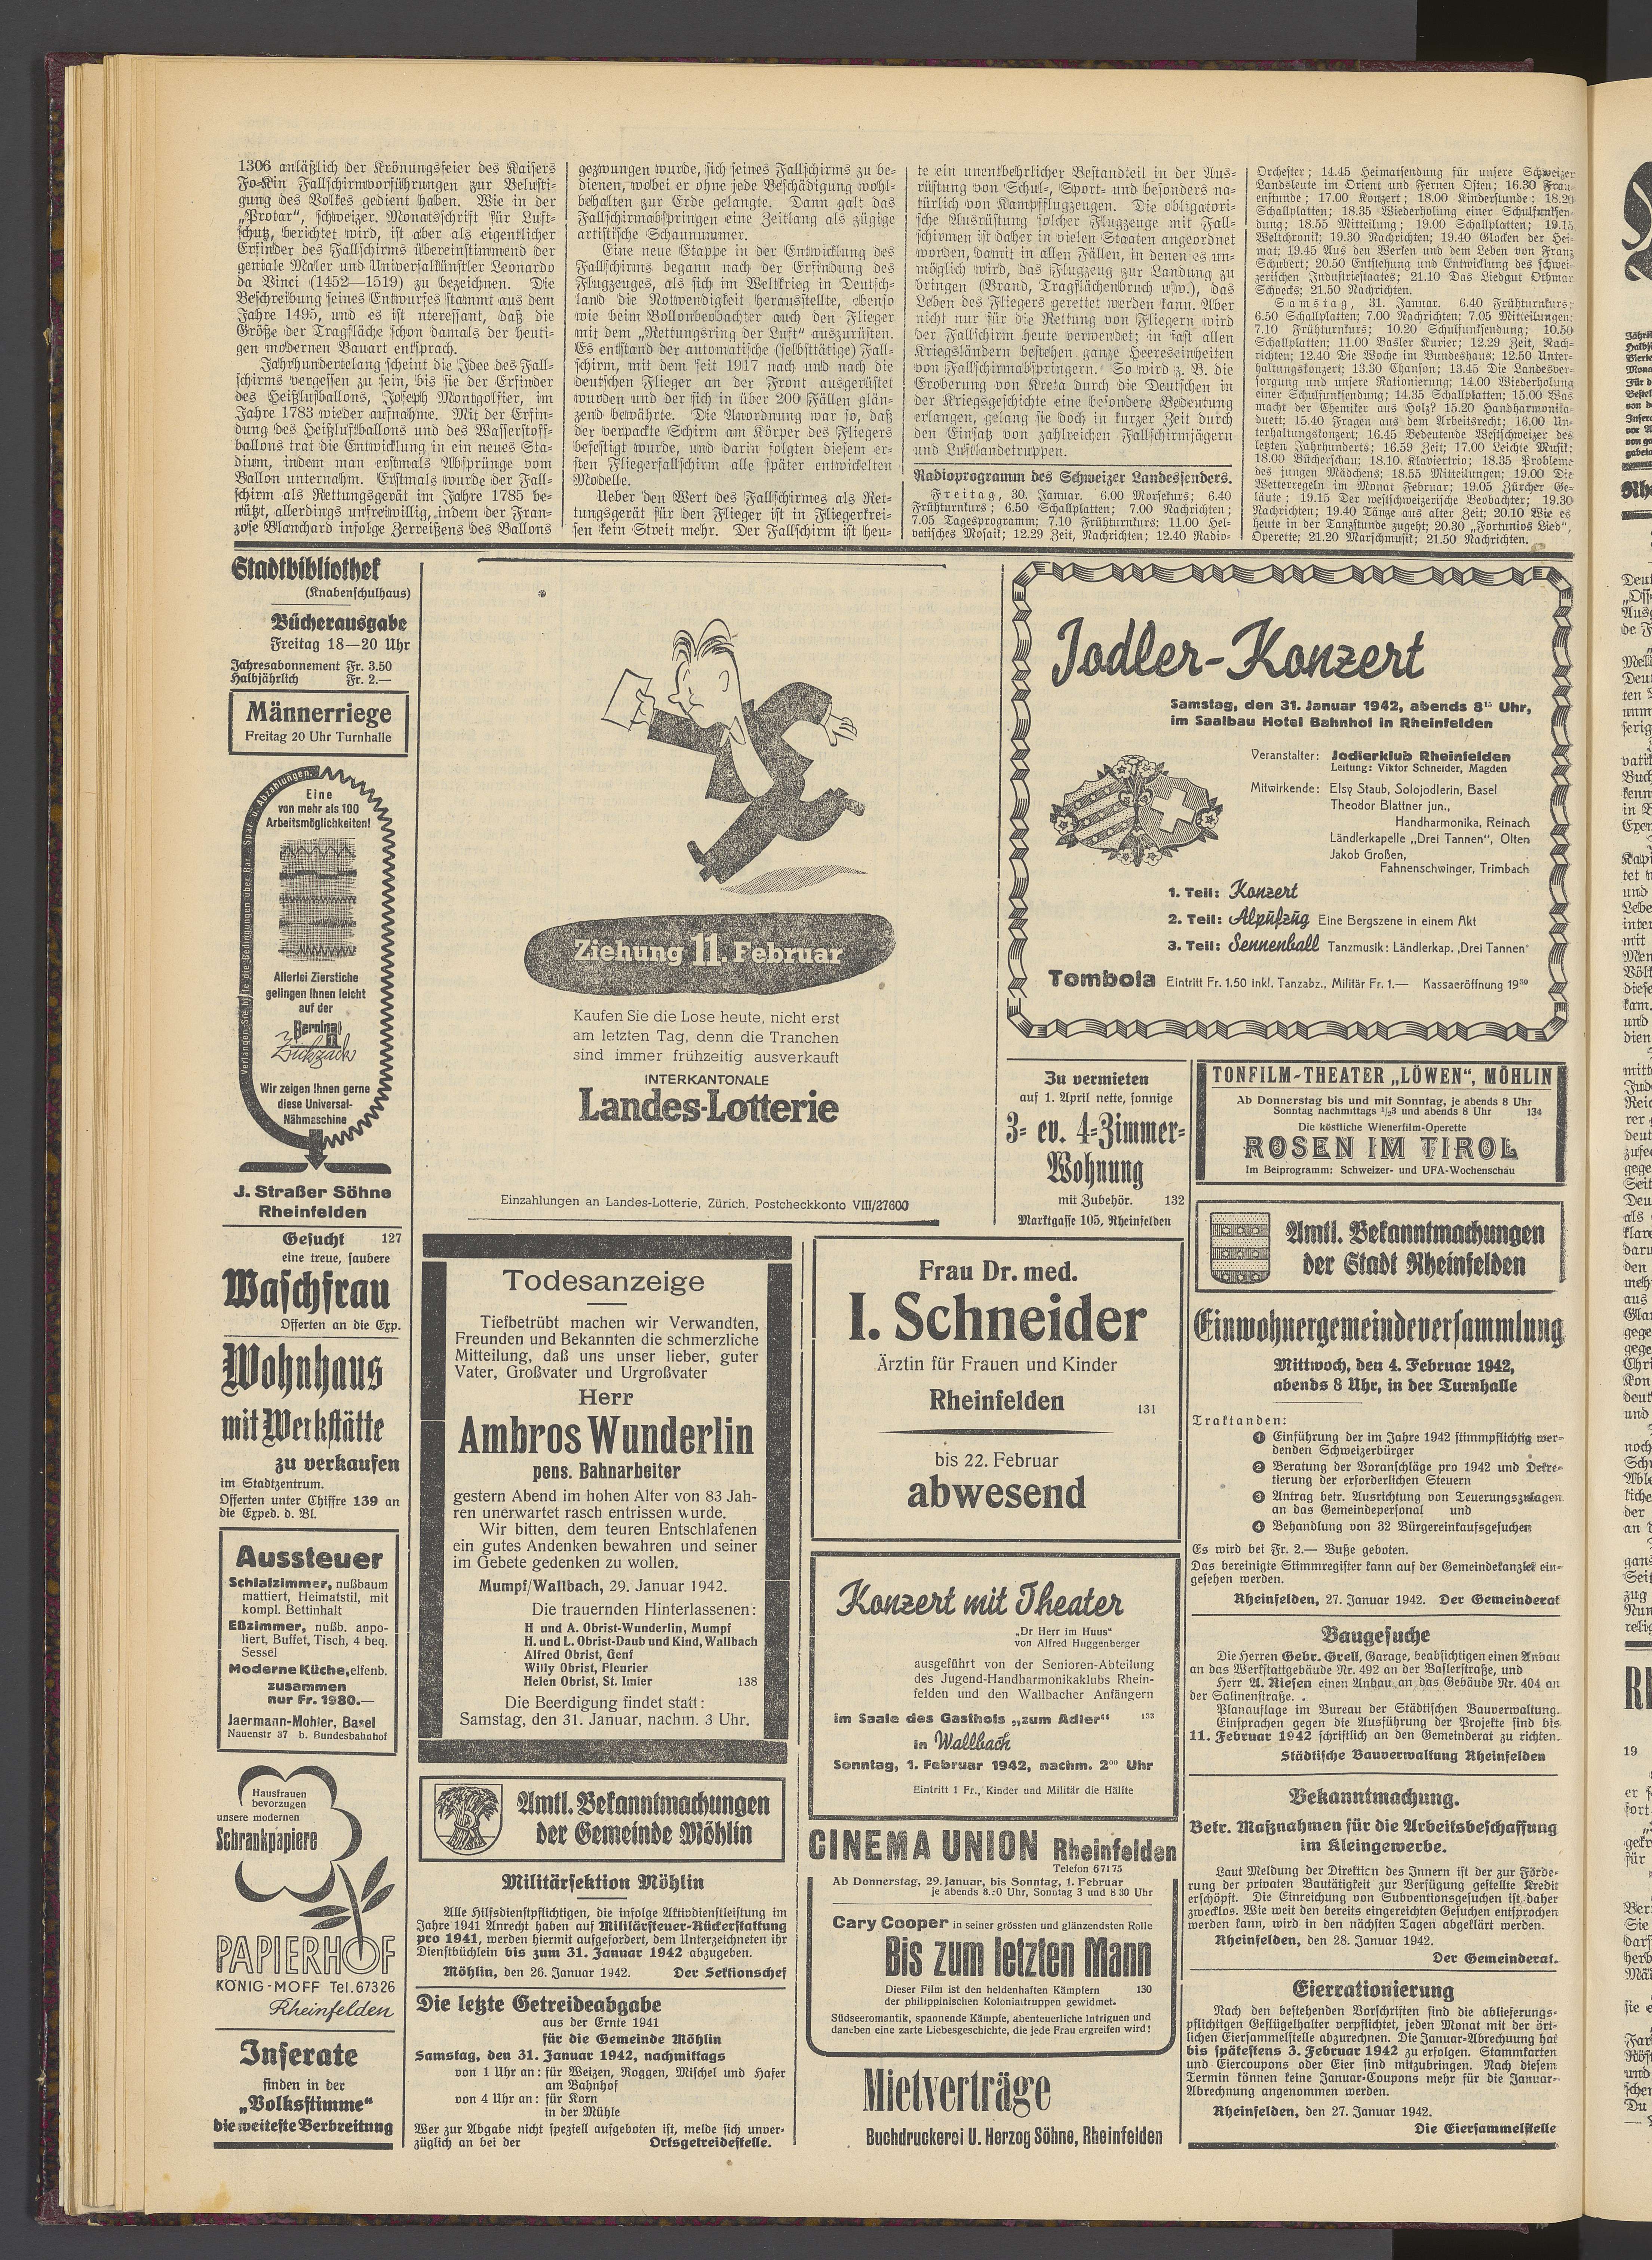 1306 anläßlich der Krönungsfeier des Kaisers
Fo-Kin Fallschirmvorführungen zur Belusti-
gung des Volkes gedient haben. Wie in der
„Protar“, schweizer. Monatsschrift für Luft-
schutz, berichtet wird, ist aber als eigentlicher
Erfinder des Fallschirms übereinstimmend der
geniale Maler und Universalkünstler Leonardo
da Vinci (1452—1519) zu bezeichnen. Die
Beschreibung seines Entwurfes stammt aus dem
Jahre 1495, und es ist nteressant, daß die
Größe der Tragfläche schon damals der heuti-
gen modernen Bauart entsprach.
Jahrhundertelang scheint die Idee des Fall-
schirms vergessen zu sein, bis sie der Erfinder
des Heißluftballons, Joseph Montgolfier, im
Jahre 1783 wieder aufnahme. Mit der Erfin-
dung des Heißluftballons und des Wasserstoff-
ballons trat die Entwicklung in ein neues Sta-
dium, indem man erstmals Absprünge vom
Ballon unternahm. Erstmals wurde der Fall-
schirm als Rettungsgerät im Jahre 1785 be-
nützt, allerdings unfreiwillig, indem der Fran-
zose Blanchard infolge Zerreißens des Ballons
gezwungen wurde, sich seines Fallschirms zu be-
dienen, wobei er ohne jede Beschädigung wohl-
behalten zur Erde gelangte. Dann galt das
Fallschirmabspringen eine Zeitlang als zügige
artistische Schaunummer.
Eine neue Etappe in der Entwicklung des
Fallschirms begann nach der Erfindung des
Flugzeuges, als sich im Weltkrieg in Deutsch-
land die Notwendigkeit herausstellte, ebenso
wie beim Bollonbeobachter auch den Flieger
mit dem „Rettungsring der Luft“ auszurüsten.
Es entstand der automatische (selbsttätige) Fall-
schirm, mit dem seit 1917 nach und nach die
deutschen Flieger an der Front ausgerüstet
wurden und der sich in über 200 Fällen glän-
zend bewährte. Die Anordnung war so, daß
der verpackte Schirm am Körper des Fliegers
befestigt wurde, und darin folgten diesem er-
sten Fliegerfallschirm alle später entwickelten
Modelle.
Ueber den Wert des Fallschirmes als Ret-
tungsgerät für den Flieger ist in Fliegerkrei-
sen kein Streit mehr. Der Fallschirm ist heu-
te ein unentbehrlicher Bestandteil in der Aus-
rüstung von Schul-, Sport- und besonders na-
türlich von Kampfflugzeugen. Die obligatori-
sche Ausrüstung solcher Flugzeuge mit Fall-
schirmen ist daher in vielen Staaten angeordnet
worden, damit in allen Fällen, in denen es un-
möglich wird, das Flugzeug zur Landung zu
bringen (Brand, Tragflächenbruch usw.), das
Leben des Fliegers gerettet werden kann. Aber
nicht nur für die Rettung von Fliegern wird
der Fallschirm heute verwendet; in fast allen
Kriegsländern bestehen ganze Heereseinheiten
von Fallschirmabspringern. So wird z. B. die
Eroberung von Kreta durch die Deutschen in
der Kriegsgeschichte eine besondere Bedeutung
erlangen, gelang sie doch in kurzer Zeit durch
den Einsatz von zahlreichen Fallschirmjägern
und Luftlandetruppen.
Radioprogramm des Schweizer Landessenders.
Freitag, 30. Januar. 6.00 Morsekurs; 6.40
Frühturnkurs; 6.50 Schallplatten; 7.00 Nachrichten;
7.05 Tagesprogramm; 7.10 Frühturnkurs; 11.00 Hel-
vetisches Mosaik; 12.29 Zeit, Nachrichten; 12.40 Radio-
Orchester; 14.45 Heimatsendung für unsere Schweizer
Landsleute im Orient und Fernen Osten; 16.30 Frau-
enstunde; 17.00 Konzert; 18.00 Kinderstunde; 18.20
Schallplatten; 18.35 Wiederholung einer Schulfunksen-
dung; 18.55 Mitteilung; 19.00 Schallplatten; 19.15
Weltchronik; 19.30 Nachrichten; 19.40 Glocken der Hei-
mat; 19.45 Aus den Werken und dem Leben von Franz
Schubert; 20.50 Entstehung und Entwicklung des schwei-
zerischen Industriestaates; 21.10 Das Liedgut Othmar
Schoecks; 21.50 Nachrichten.
Samstag, 31. Januar. 6.40 Frühturnkurs;
6.50 Schallplatten; 7.00 Nachrichten; 7.05 Mitteilungen;
7.10 Frühturnkurs; 10.20 Schulfunksendung; 10.50
Schallplatten; 11.00 Basler Kurier; 12.29 Zeit, Nach-
richten; 12.40 Die Woche im Bundeshaus; 12.50 Unter-
haltungskonzert; 13.30 Chanson; 13.45 Die Landesver-
sorgung und unsere Rationierung; 14.00 Wiederholung
einer Schulfunksendung; 14.35 Schallplatten; 15.00 Was
macht der Chemiker aus Holz? 15.20 Handharmonika-
duett; 15.40 Fragen aus dem Arbeitsrecht; 16.00 Un-
terhaltungskonzert; 16.45 Bedeutende Westschweizer des
letzten Jahrhunderts; 16.59 Zeit; 17.00 Leichte Musik;
18.00 Bücherschau; 18.10 Klaviertrio; 18.35 Probleme
des jungen Mädchens; 18.55 Mitteilungen; 19.00 Die
Wetterregeln im Monat Februar; 19.05 Zürcher Ge-
läute; 19.15 Der westschweizerische Beobachter; 19.30
Nachrichten; 19.40 Tänze aus alter Zeit; 20.10 Wie es
heute in der Tanzstunde zugeht; 20.30 „Fortunios Lied“,
Operette; 21.20 Marschmusik; 21.50 Nachrichten.
Stadtbibliothek
(Knabenschulhaus)
Bücherausgabe
Freitag 18—20 Uhr
Jahresabonnement Fr. 3.50
Halbjährlich Fr. 2.—
Männerriege
Freitag 20 Uhr Turnhalle
Verlangen Sie bitte die Bedingungen über Bar-, Spar- u. Abzahlungen.
Eine
von mehr als 100
Arbeitsmöglichkeiten!
Allerlei Zierstiche
gelingen Ihnen leicht
auf der
Bernina
Zickzack
Wir zeigen Ihnen gerne
diese Universal-
Nähmaschine
J. Straßer Söhne
Rheinfelden
Gesucht 127
eine treue, saubere
Waschfrau
Offerten an die Exp.
Wohnhaus
mit Werkstätte
zu verkaufen
im Stadtzentrum.
Offerten unter Chiffre 139 an
die Exped. d. Bl.
Aussteuer
Schlafzimmer, nußbaum
mattiert, Heimatstil, mit
kompl. Bettinhalt
Eßzimmer, nußb. anpo-
liert, Buffet, Tisch, 4 beq.
Sessel
Moderne Küche, elfenb.
zusammen
nur Fr. 1980.—
Jaermann-Mohler, Basel
Nauenstr 37 b. Bundesbahnhof
Hausfrauen
bevorzugen
unsere modernen
Schrankpapiere
PAPIERHOF
KÖNIG-MOFF Tel. 67326
Rheinfelden
Inserate
finden in der
„Volksstimme“
die weiteste Verbreitung
Ziehung 11. Februar
Kaufen Sie die Lose heute, nicht erst
am letzten Tag, denn die Tranchen
sind immer frühzeitig ausverkauft
INTERKANTONALE
Landes-Lotterie
Einzahlungen an Landes-Lotterie, Zürich, Postcheckkonto VIII/27600
Todesanzeige
Tiefbetrübt machen wir Verwandten,
Freunden und Bekannten die schmerzliche
Mitteilung, daß uns unser lieber, guter
Vater, Großvater und Urgroßvater
Herr
Ambros Wunderlin
pens. Bahnarbeiter
gestern Abend im hohen Alter von 83 Jah-
ren unerwartet rasch entrissen wurde.
Wir bitten, dem teuren Entschlafenen
ein gutes Andenken bewahren und seiner
im Gebete gedenken zu wollen.
Mumpf/Wallbach, 29. Januar 1942.
Die trauernden Hinterlassenen:
H und A. Obrist-Wunderlin, Mumpf
H. und L. Obrist-Daub und Kind, Wallbach
Alfred Obrist, Genf
Willy Obrist, Fleurier
Helen Obrist, St. Imier 138
Die Beerdigung findet statt:
Samstag, den 31. Januar, nachm. 3 Uhr.
Amtl. Bekanntmachungen
der Gemeinde Möhlin
Militärsektion Möhlin
Alle Hilfsdienstpflichtigen, die infolge Aktivdienstleistung im
Jahre 1941 Anrecht haben auf Militärsteuer-Rückerstattung
pro 1941, werden hiermit aufgefordert, dem Unterzeichneten ihr
Dienstbüchlein bis zum 31. Januar 1942 abzugeben.
Möhlin, den 26. Januar 1942. Der Sektionschef
Die letzte Getreideabgabe
aus der Ernte 1941
für die Gemeinde Möhlin
Samstag, den 31. Januar 1942, nachmittags
von 1 Uhr an: für Weizen, Roggen, Mischel und Hafer
am Bahnhof
von 4 Uhr an: für Korn
in der Mühle
Wer zur Abgabe nicht speziell aufgeboten ist, melde sich unver-
züglich an bei der Ortsgetreidestelle.
Jodler-Konzert
Samstag, den 31. Januar 1942, abends 8¹⁵ Uhr,
im Saalbau Hotel Bahnhof in Rheinfelden
Veranstalter: Jodlerklub Rheinfelden
Leitung: Viktor Schneider, Magden
Mitwirkende: Elsy Staub, Solojodlerin, Basel
Theodor Blattner jun.,
Handharmonika, Reinach
Ländlerkapelle „Drei Tannen“, Olten
Jakob Großen,
Fahnenschwinger, Trimbach
1. Teil: Konzert
2. Teil: Alpufzug Eine Bergszene in einem Akt
3. Teil: Sennenball Tanzmusik: Ländlerkap. „Drei Tannen“
Tombola Eintritt Fr. 1.50 inkl. Tanzabz., Militär Fr. 1.— Kassaeröffnung 19³⁰
Zu vermieten
auf 1. April nette, sonnige
3- ev. 4-Zimmer-
Wohnung
mit Zubehör. 132
Marktgasse 105, Rheinfelden
TONFILM-THEATER „LÖWEN“, MÖHLIN
Ab Donnerstag bis und mit Sonntag, je abends 8 Uhr
Sonntag nachmittags ½3 und abends 8 Uhr 134
Die köstliche Wienerfilm-Operette
ROSEN IM TIROL
Im Beiprogramm: Schweizer- und UFA-Wochenschau
Frau Dr. med.
I. Schneider
Ärztin für Frauen und Kinder
Rheinfelden 131
bis 22. Februar
abwesend
Konzert mit Theater
„Dr Herr im Huus“
von Alfred Huggenberger
ausgeführt von der Senioren-Abteilung
des Jugend-Handharmonikaklubs Rhein-
felden und den Wallbacher Anfängern
im Saale des Gasthofs „zum Adler“ 133
in Wallbach
Sonntag, 1. Februar 1942, nachm. 2⁰⁰ Uhr
Eintritt 1 Fr., Kinder und Militär die Hälfte
CINEMA UNION Rheinfelden
Telefon 67175
Ab Donnerstag, 29. Januar, bis Sonntag, 1. Februar
je abends 8.30 Uhr, Sonntag 3 und 8 30 Uhr
Cary Cooper in seiner grössten und glänzendsten Rolle
Bis zum letzten Mann
Dieser Film ist den heldenhaften Kämpfern 130
der philippinischen Kolonialtruppen gewidmet.
Südseeromantik, spannende Kämpfe, abenteuerliche Intriguen und
daneben eine zarte Liebesgeschichte, die jede Frau ergreifen wird!
Mietverträge
Buchdruckerei U. Herzog Söhne, Rheinfelden
Amtl. Bekanntmachungen
der Stadt Rheinfelden
Einwohnergemeindeversammlung
Mittwoch, den 4. Februar 1942,
abends 8 Uhr, in der Turnhalle
Traktanden:
1 Einführung der im Jahre 1942 stimmpflichtig wer-
denden Schweizerbürger
2 Beratung der Voranschläge pro 1942 und Dekre-
tierung der erforderlichen Steuern
3 Antrag betr. Ausrichtung von Teuerungszulagen
an das Gemeindepersonal und
4 Behandlung von 32 Bürgereinkaufsgesuchen
Es wird bei Fr. 2.— Buße geboten.
Das bereinigte Stimmregister kann auf der Gemeindekanzlei ein-
gesehen werden.
Rheinfelden, 27. Januar 1942. Der Gemeinderat
Baugesuche
Die Herren Gebr. Grell, Garage, beabsichtigen einen Anbau
an das Werkstattgebäude Nr. 492 an der Baslerstraße, und
Herr A. Riesen einen Anbau an das Gebäude Nr. 404 an
der Salinenstraße.
Planauflage im Bureau der Städtischen Bauverwaltung.
Einsprachen gegen die Ausführung der Projekte sind bis
11. Februar 1942 schriftlich an den Gemeinderat zu richten.
Städtische Bauverwaltung Rheinfelden
Bekanntmachung.
Betr. Maßnahmen für die Arbeitsbeschaffung
im Kleingewerbe.
Laut Meldung der Direktion des Innern ist der zur Förde-
rung der privaten Bautätigkeit zur Verfügung gestellte Kredit
erschöpft. Die Einreichung von Subventionsgesuchen ist daher
zwecklos. Wie weit den bereits eingereichten Gesuchen entsprochen
werden kann, wird in den nächsten Tagen abgeklärt werden.
Rheinfelden, den 28. Januar 1942.
Der Gemeinderat.
Eierrationierung
Nach den bestehenden Vorschriften sind die ablieferungs-
pflichtigen Geflügelhalter verpflichtet, jeden Monat mit der ört-
lichen Eiersammelstelle abzurechnen. Die Januar-Abrechnung hat
bis spätestens 3. Februar 1942 zu erfolgen. Stammkarten
und Eiercoupons oder Eier sind mitzubringen. Nach diesem
Termin können keine Januar-Coupons mehr für die Januar-
Abrechnung angenommen werden.
Rheinfelden, den 27. Januar 1942.
Die Eiersammelstelle